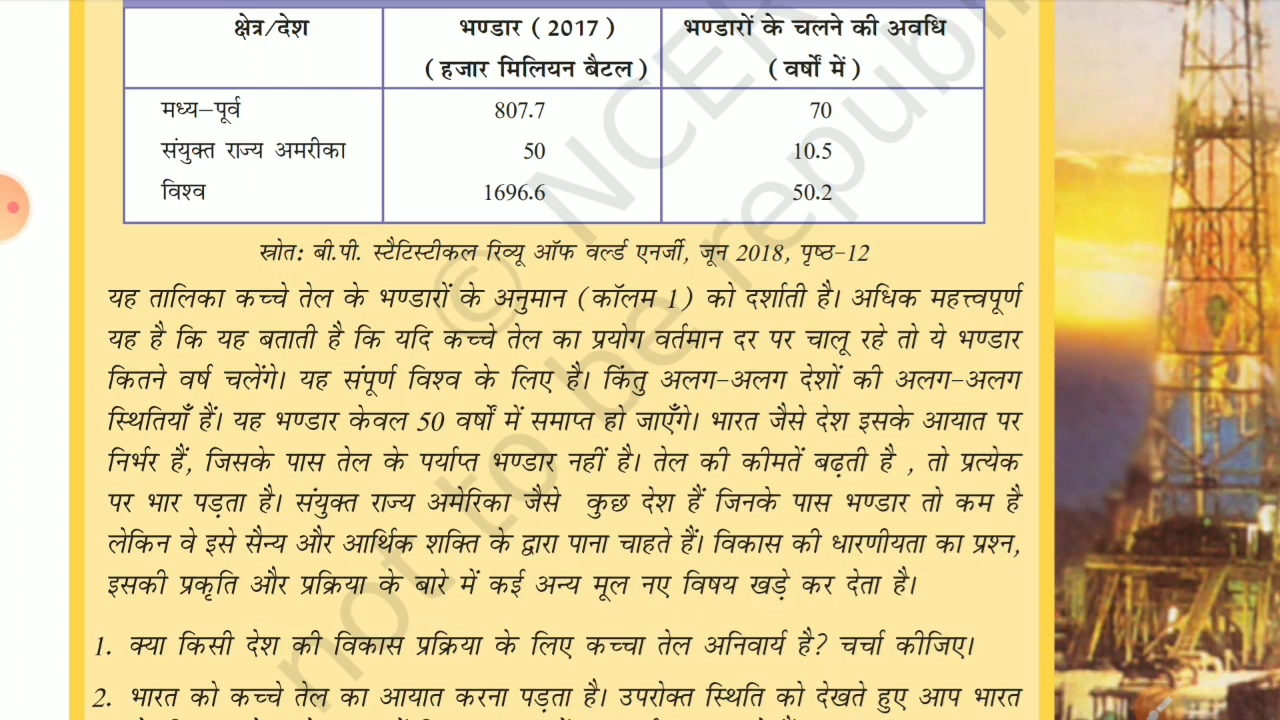 क्षेत्र/देश भण्डार ( 2017 ) भण्डारों के चलने की अवधि
( हजार मिलियन बैटल ) ( वर्षों में )
मध्य–पूर्व 807.7 70
संयुक्त राज्य अमरीका 50 10.5
विश्व 1696.6 50.2
स्रोत: बी.पी. स्टैटिस्टीकल रिव्यू ऑफ वर्ल्ड एनर्जी, जून 2018, पृष्ठ-12
यह तालिका कच्चे तेल के भण्डारों के अनुमान (कॉलम 1) को दर्शाती है। अधिक महत्त्वपूर्ण
यह है कि यह बताती है कि यदि कच्चे तेल का प्रयोग वर्तमान दर पर चालू रहे तो ये भण्डार
कितने वर्ष चलेंगे। यह संपूर्ण विश्व के लिए है। किंतु अलग-अलग देशों की अलग-अलग
स्थितियाँ हैं। यह भण्डार केवल 50 वर्षों में समाप्त हो जाएँगे। भारत जैसे देश इसके आयात पर
निर्भर हैं, जिसके पास तेल के पर्याप्त भण्डार नहीं है। तेल की कीमतें बढ़ती है , तो प्रत्येक
पर भार पड़ता है। संयुक्त राज्य अमेरिका जैसे कुछ देश हैं जिनके पास भण्डार तो कम है
लेकिन वे इसे सैन्य और आर्थिक शक्ति के द्वारा पाना चाहते हैं। विकास की धारणीयता का प्रश्न,
इसकी प्रकृति और प्रक्रिया के बारे में कई अन्य मूल नए विषय खड़े कर देता है।
1. क्या किसी देश की विकास प्रक्रिया के लिए कच्चा तेल अनिवार्य है? चर्चा कीजिए।
2. भारत को कच्चे तेल का आयात करना पड़ता है। उपरोक्त स्थिति को देखते हुए आप भारत
© NCER
not to be republi